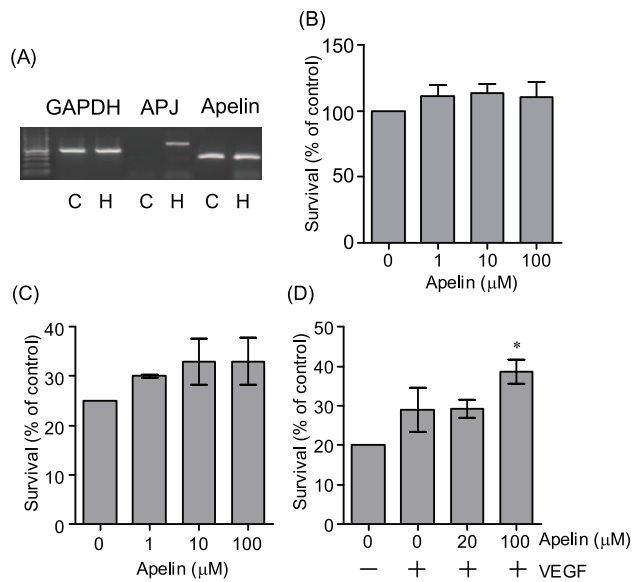 (A)
GAPDH APJ Apelin
C H C H C H
(B)
Survival (% of control)
150
100
50
0
0 1 10 100
Apelin (μM)
(C)
Survival (% of control)
40
30
20
10
0
0 1 10 100
Apelin (μM)
(D)
Survival (% of control)
50
40
30
20
10
0
*
0 0 20 100 Apelin (μM)
— + + + VEGF